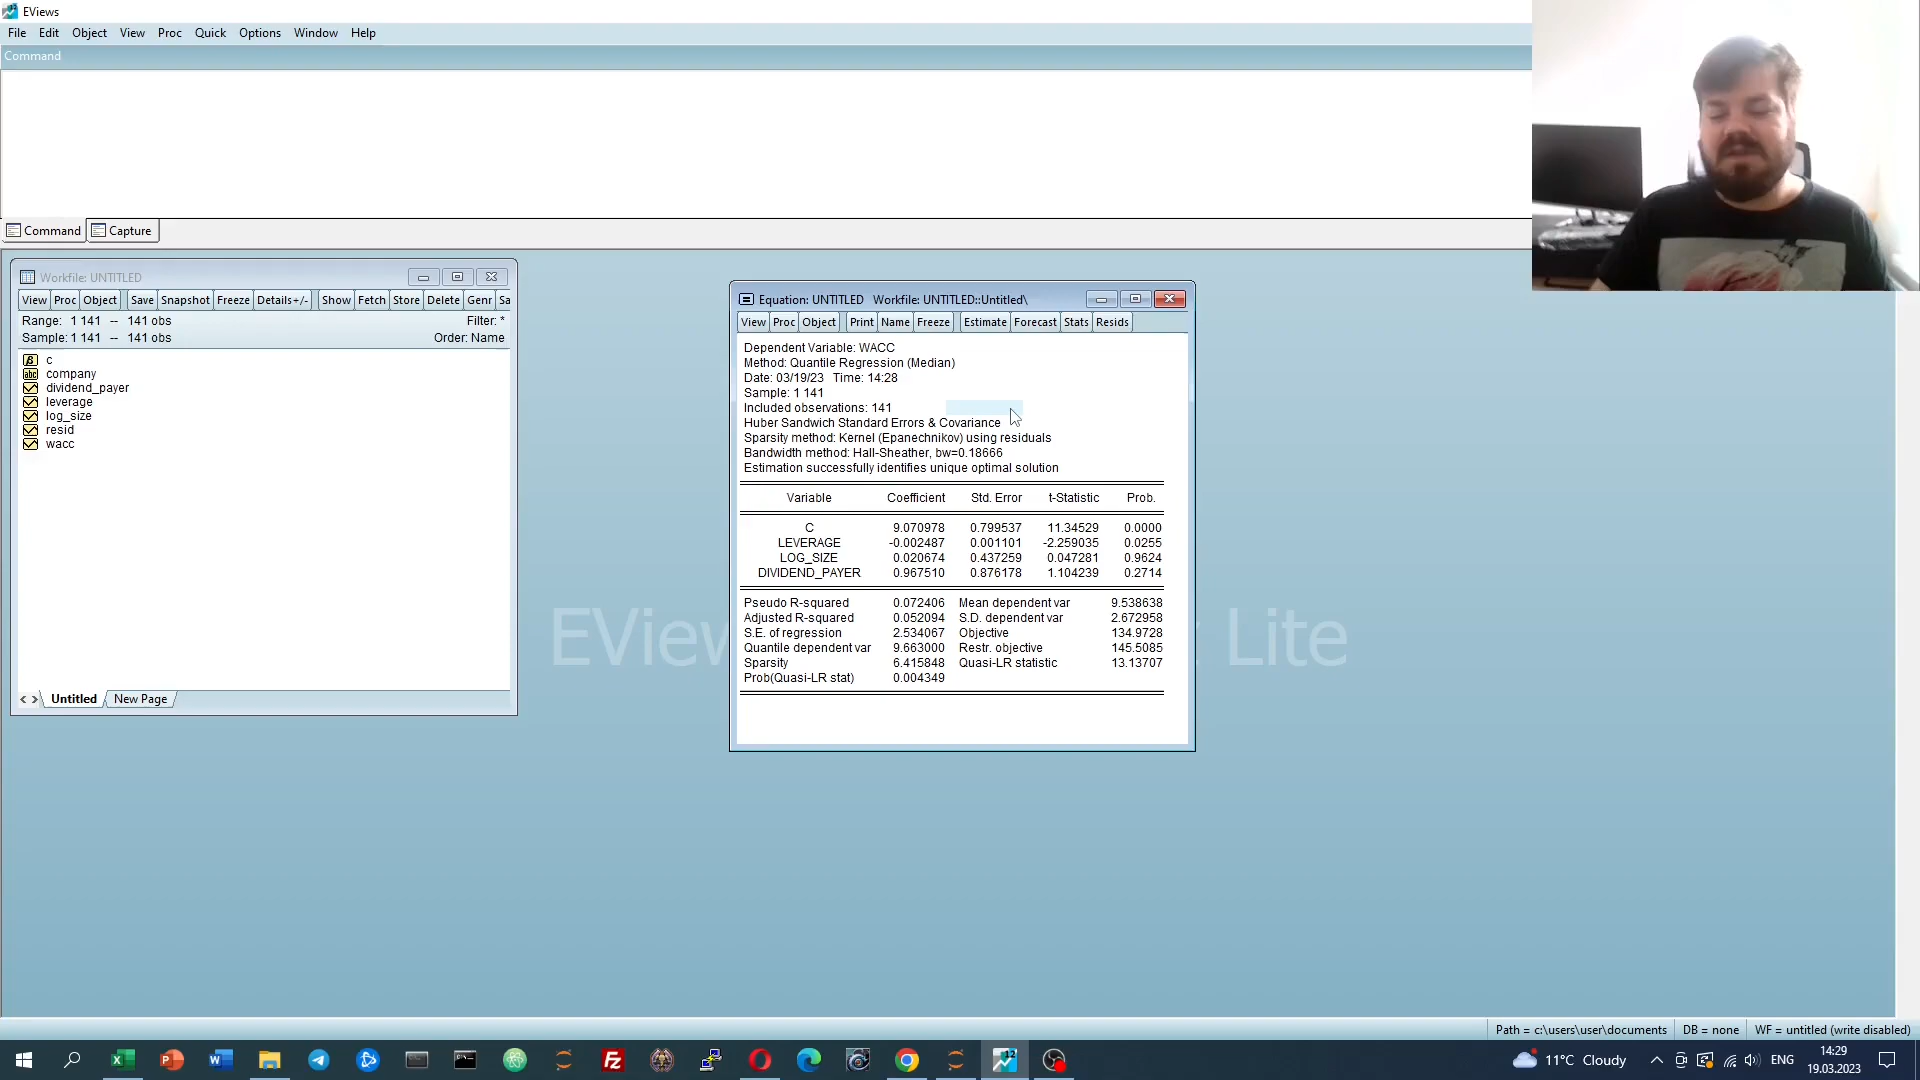 EViews
File Edit Object View Proc Quick Options Window Help
Command
Command Capture
Workfile: UNTITLED
View Proc Object Save Snapshot Freeze Details+/- Show Fetch Store Delete Genr Sa
Range: 1 141 -- 141 obs Filter: *
Sample: 1 141 -- 141 obs Order: Name
c
company
dividend_payer
leverage
log_size
resid
wacc
Untitled New Page
Equation: UNTITLED Workfile: UNTITLED::Untitled\
View Proc Object Print Name Freeze Estimate Forecast Stats Resids
Dependent Variable: WACC
Method: Quantile Regression (Median)
Date: 03/19/23 Time: 14:28
Sample: 1 141
Included observations: 141
Huber Sandwich Standard Errors & Covariance
Sparsity method: Kernel (Epanechnikov) using residuals
Bandwidth method: Hall-Sheather, bw=0.18666
Estimation successfully identifies unique optimal solution
Variable Coefficient Std. Error t-Statistic Prob.
C 9.070978 0.799537 11.34529 0.0000
LEVERAGE -0.002487 0.001101 -2.259035 0.0255
LOG_SIZE 0.020674 0.437259 0.047281 0.9624
DIVIDEND_PAYER 0.967510 0.876178 1.104239 0.2714
Pseudo R-squared 0.072406 Mean dependent var 9.538638
Adjusted R-squared 0.052094 S.D. dependent var 2.672958
S.E. of regression 2.534067 Objective 134.9728
Quantile dependent var 9.663000 Restr. objective 145.5085
Sparsity 6.415848 Quasi-LR statistic 13.13707
Prob(Quasi-LR stat) 0.004349
EView Lite
Path = c:\users\user\documents DB = none WF = untitled (write disabled)
11°C Cloudy ENG 14:29
19.03.2023